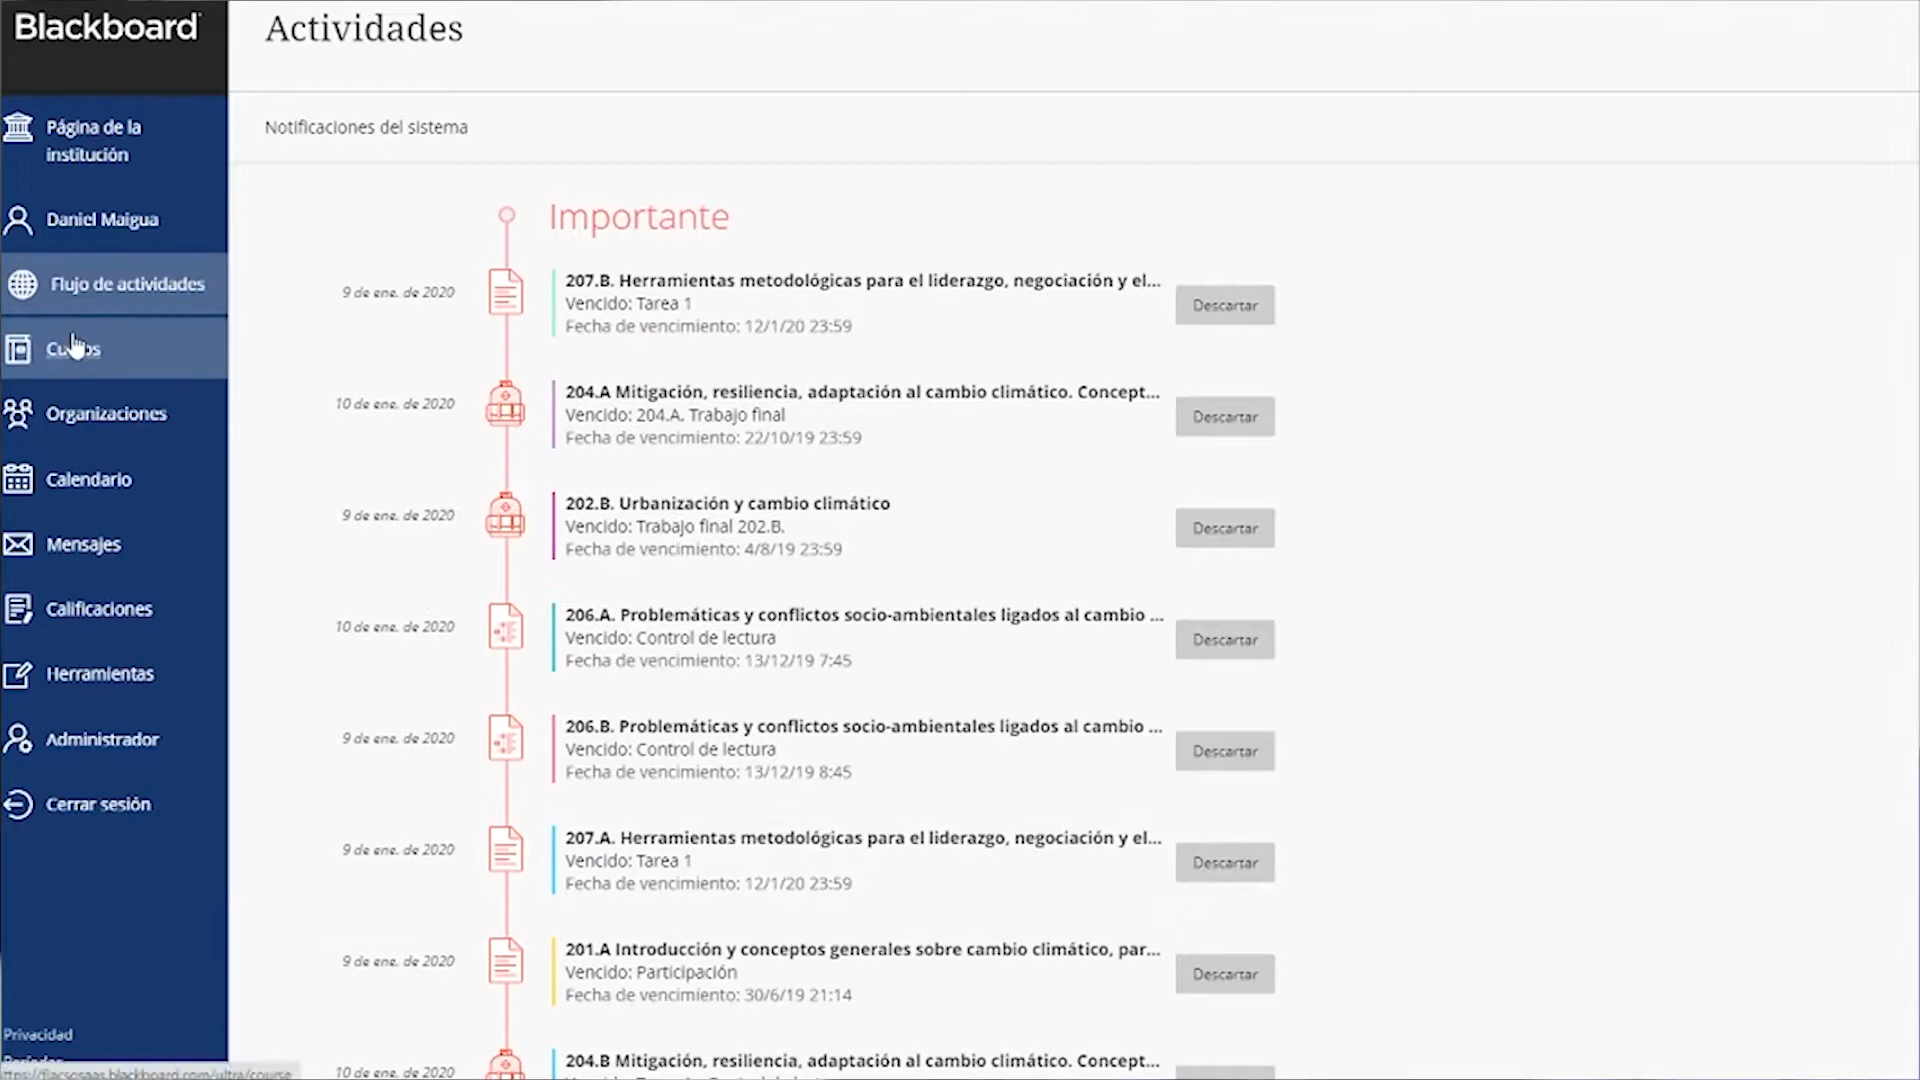 Blackboard
Actividades
Notificaciones del sistema
Página de la
institución
Daniel Maigua
Flujo de actividades
Organizaciones
Calendario
Mensajes
Calificaciones
Herramientas
Administrador
Cerrar sesión
Privacidad
Importante
9 de ene. de 2020
207.B. Herramientas metodológicas para el liderazgo, negociación y el...
Vencido: Tarea 1
Fecha de vencimiento: 12/1/20 23:59
Descartar
10 de ene. de 2020
204.A Mitigación, resiliencia, adaptación al cambio climático. Concept...
Vencido: 204.A. Trabajo final
Fecha de vencimiento: 22/10/19 23:59
Descartar
9 de ene. de 2020
202.B. Urbanización y cambio climático
Vencido: Trabajo final 202.B.
Fecha de vencimiento: 4/8/19 23:59
Descartar
10 de ene. de 2020
206.A. Problemáticas y conflictos socio-ambientales ligados al cambio ...
Vencido: Control de lectura
Fecha de vencimiento: 13/12/19 7:45
Descartar
9 de ene. de 2020
206.B. Problemáticas y conflictos socio-ambientales ligados al cambio ...
Vencido: Control de lectura
Fecha de vencimiento: 13/12/19 8:45
Descartar
9 de ene. de 2020
207.A. Herramientas metodológicas para el liderazgo, negociación y el...
Vencido: Tarea 1
Fecha de vencimiento: 12/1/20 23:59
Descartar
9 de ene. de 2020
201.A Introducción y conceptos generales sobre cambio climático, par...
Vencido: Participación
Fecha de vencimiento: 30/6/19 21:14
Descartar
10 de ene. de 2020
204.B Mitigación, resiliencia, adaptación al cambio climático. Concept...